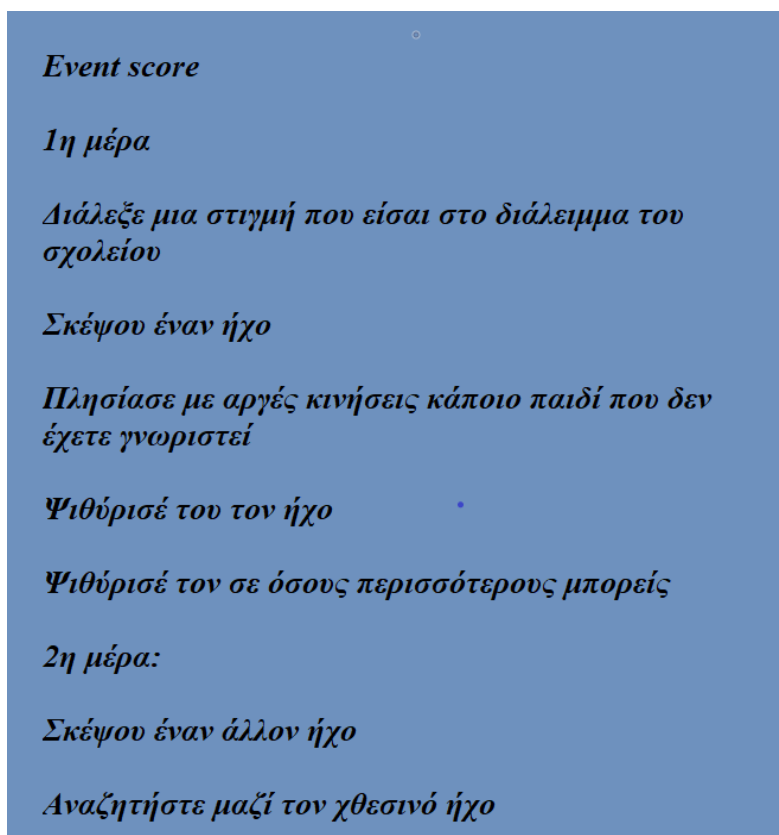 Event score
1η μέρα
Διάλεξε μια στιγμή που είσαι στο διάλειμμα του
σχολείου
Σκέψου έναν ήχο
Πλησίασε με αργές κινήσεις κάποιο παιδί που δεν
έχετε γνωριστεί
Ψιθύρισέ του τον ήχο
Ψιθύρισέ τον σε όσους περισσότερους μπορείς
2η μέρα:
Σκέψου έναν άλλον ήχο
Αναζητήστε μαζί τον χθεσινό ήχο